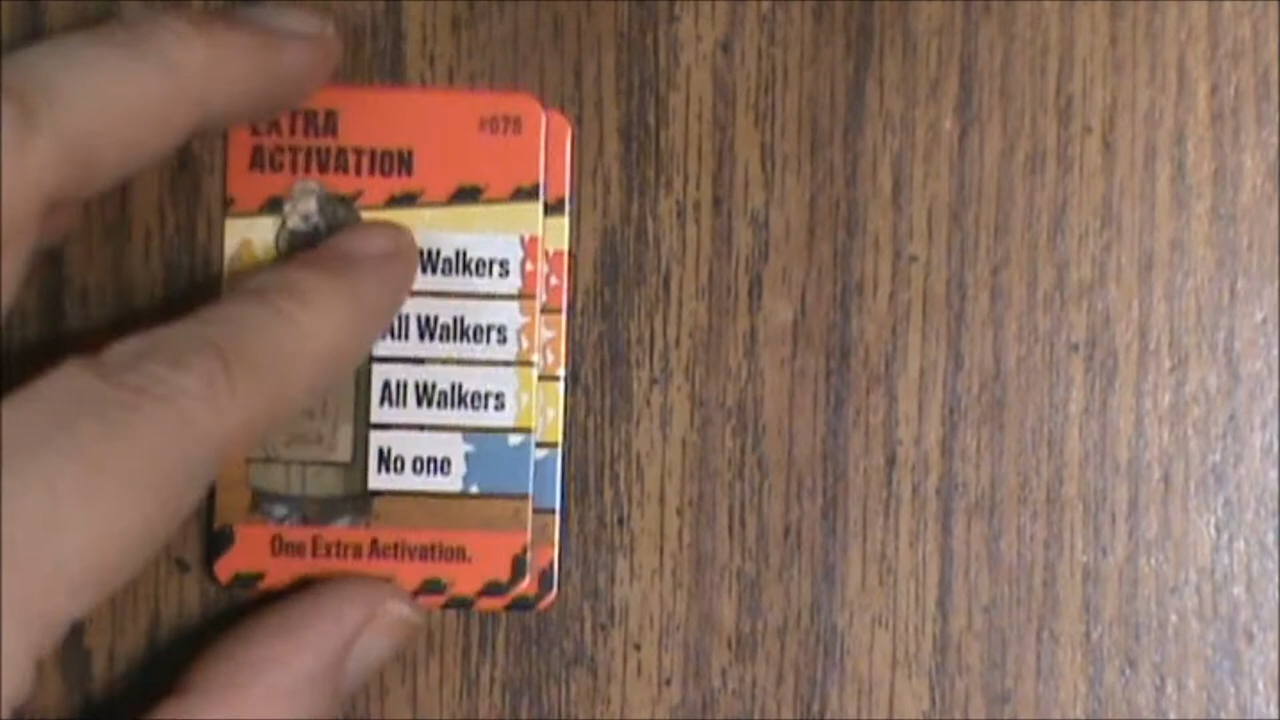 EXTRA
#078
ACTIVATION
Walkers
All Walkers
All Walkers
No one
One Extra Activation.